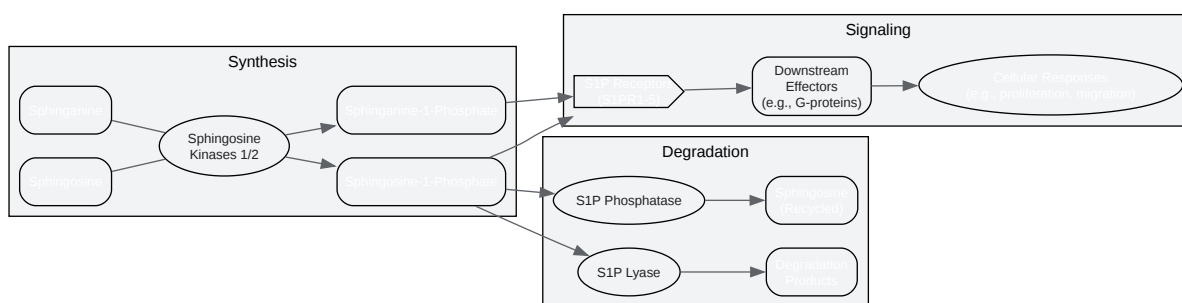 Synthesis
Sphinganine
Sphingosine
Sphingosine
Kinases 1/2
Sphinganine-1-Phosphate
Sphingosine-1-Phosphate
Signaling
S1P Receptors
(S1PR1-5)
Downstream
Effectors
(e.g., G-proteins)
Cellular Responses
(e.g., proliferation, migration)
Degradation
S1P Phosphatase
Sphingosine
(Recycled)
S1P Lyase
Degradation
Products